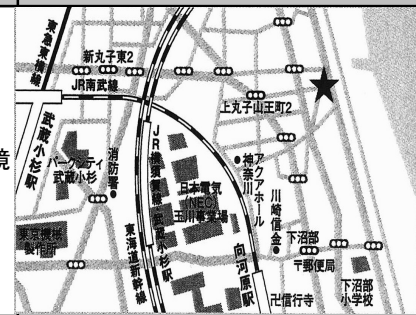 東急東横線
新丸子東2
JR南武線
上丸子山王町2
武蔵小杉駅
境
パークシティ
武蔵小杉
消防署
JR横須賀線
武蔵小杉駅
アクアホール
神奈川
日本電気
(NEC)
玉川事業場
川崎信金
東京機械
製作所
東海道新幹線
向河原駅
下沼部
〒郵便局
下沼部
小学校
卍信行寺